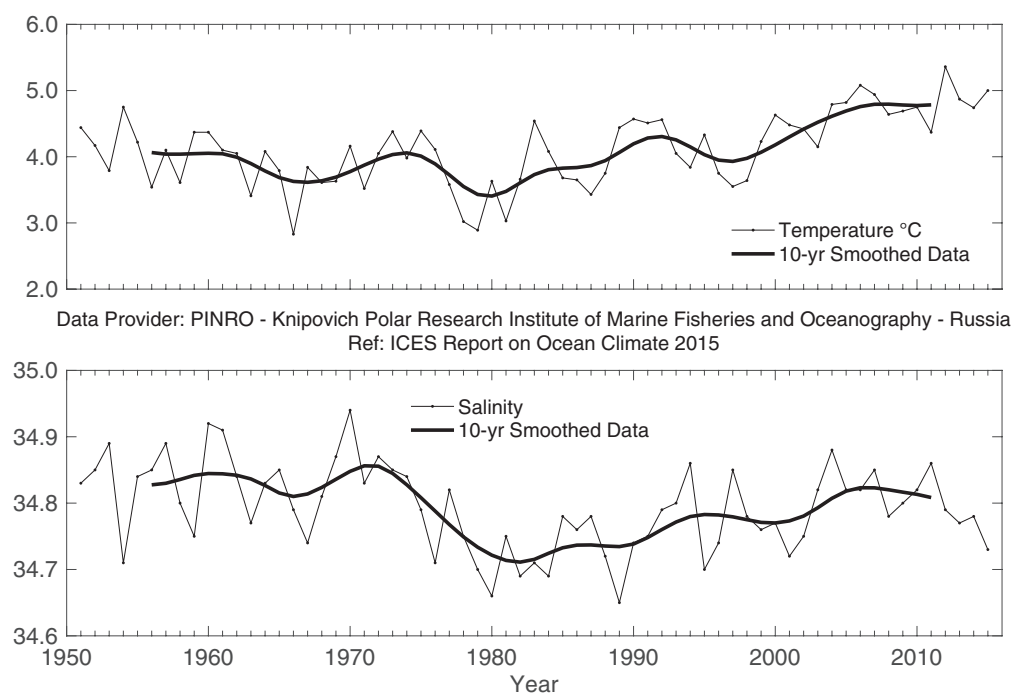 6.0
5.0
4.0
3.0
2.0
Temperature °C
10-yr Smoothed Data
Data Provider: PINRO - Knipovich Polar Research Institute of Marine Fisheries and Oceanography - Russia
Ref: ICES Report on Ocean Climate 2015
35.0
34.9
34.8
34.7
34.6
Salinity
10-yr Smoothed Data
1950 1960 1970 1980 1990 2000 2010
Year